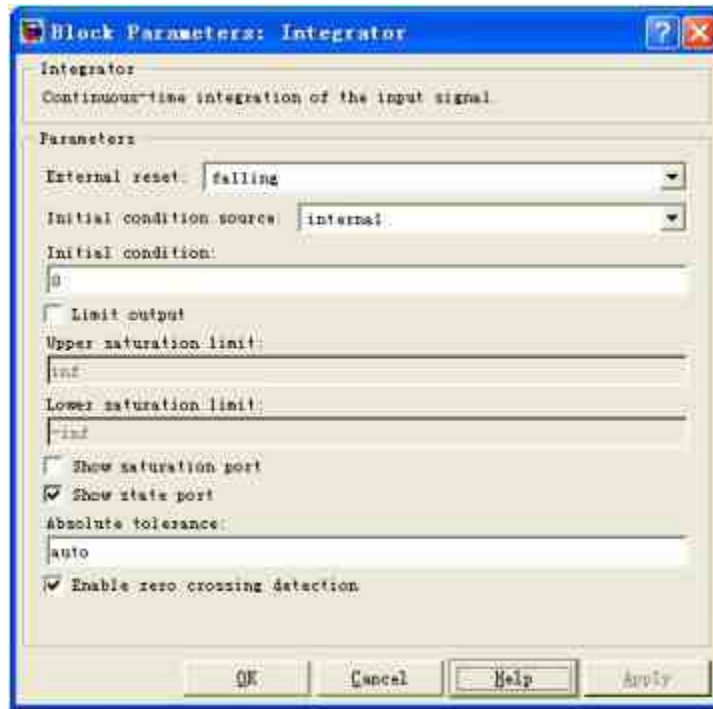 Block Parameters: Integrator
Integrator
Continuous-time integration of the input signal.
Parameters
External reset: falling
Initial condition source: internal
Initial condition:
0
Limit output
Upper saturation limit:
inf
Lower saturation limit:
-inf
Show saturation port
Show state port
Absolute tolerance:
auto
Enable zero crossing detection
OK Cancel Help Apply